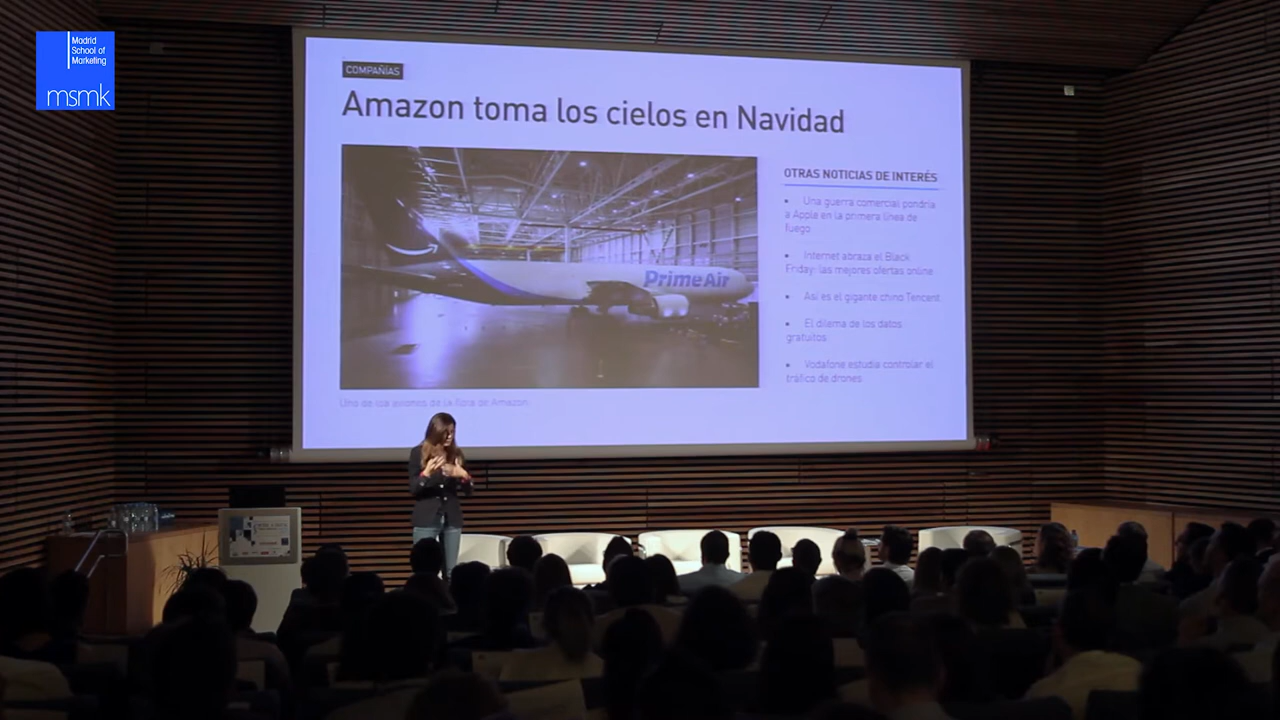 Madrid
School of
Marketing
msmk
COMPAÑÍAS
Amazon toma los cielos en Navidad
Prime Air
OTRAS NOTICIAS DE INTERÉS
• Una guerra comercial pondría
a Apple en la primera línea de
fuego
• Internet abraza el Black
Friday: las mejores ofertas online
• Así es el gigante chino Tencent
• El dilema de los datos
gratuitos
• Vodafone estudia controlar el
tráfico de drones
Uno de los aviones de la flota de Amazon.